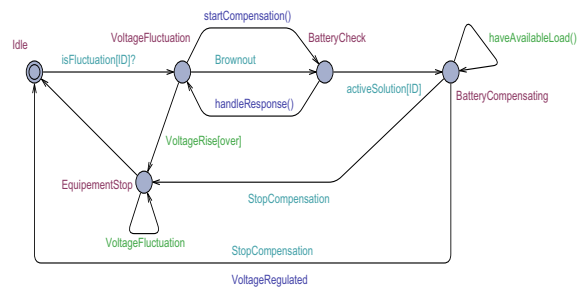 startCompensation()
Idle
VoltageFluctuation
BatteryCheck
haveAvailableLoad()
isFluctuation[ID]?
Brownout
activeSolution[ID]
BatteryCompensating
handleResponse()
VoltageRise[over]
EquipementStop
StopCompensation
VoltageFluctuation
StopCompensation
VoltageRegulated